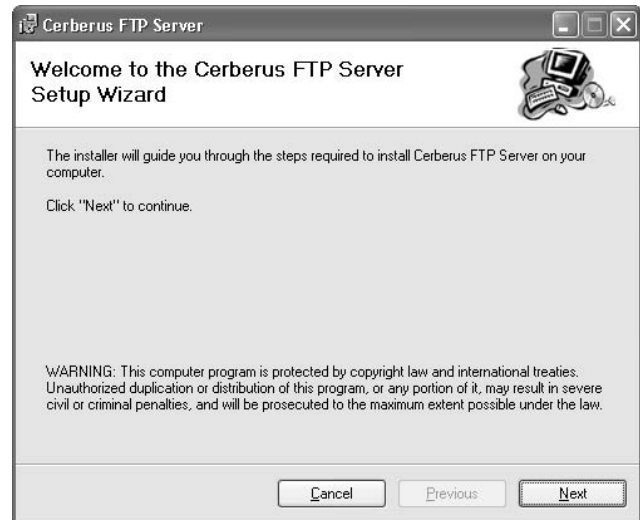 Cerberus FTP Server
Welcome to the Cerberus FTP Server
Setup Wizard
The installer will guide you through the steps required to install Cerberus FTP Server on your
computer.
Click "Next" to continue.
WARNING: This computer program is protected by copyright law and international treaties.
Unauthorized duplication or distribution of this program, or any portion of it, may result in severe
civil or criminal penalties, and will be prosecuted to the maximum extent possible under the law.
Cancel Previous Next